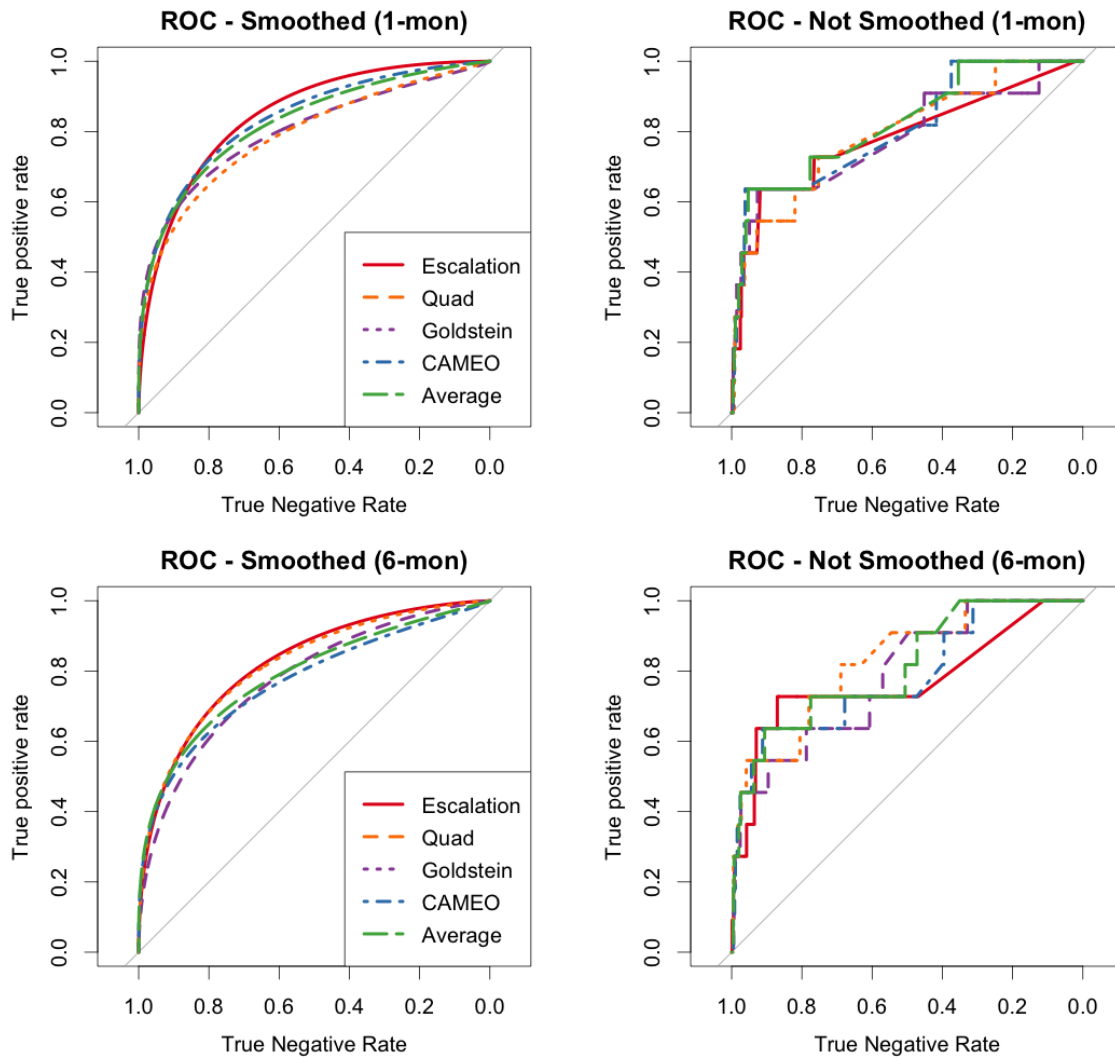 ROC - Smoothed (1-mon)
True positive rate
0.0 0.2 0.4 0.6 0.8 1.0
Escalation
Quad
Goldstein
CAMEO
Average
1.0 0.8 0.6 0.4 0.2 0.0
True Negative Rate
ROC - Not Smoothed (1-mon)
True positive rate
0.0 0.2 0.4 0.6 0.8 1.0
1.0 0.8 0.6 0.4 0.2 0.0
True Negative Rate
ROC - Smoothed (6-mon)
True positive rate
0.0 0.2 0.4 0.6 0.8 1.0
Escalation
Quad
Goldstein
CAMEO
Average
1.0 0.8 0.6 0.4 0.2 0.0
True Negative Rate
ROC - Not Smoothed (6-mon)
True positive rate
0.0 0.2 0.4 0.6 0.8 1.0
1.0 0.8 0.6 0.4 0.2 0.0
True Negative Rate